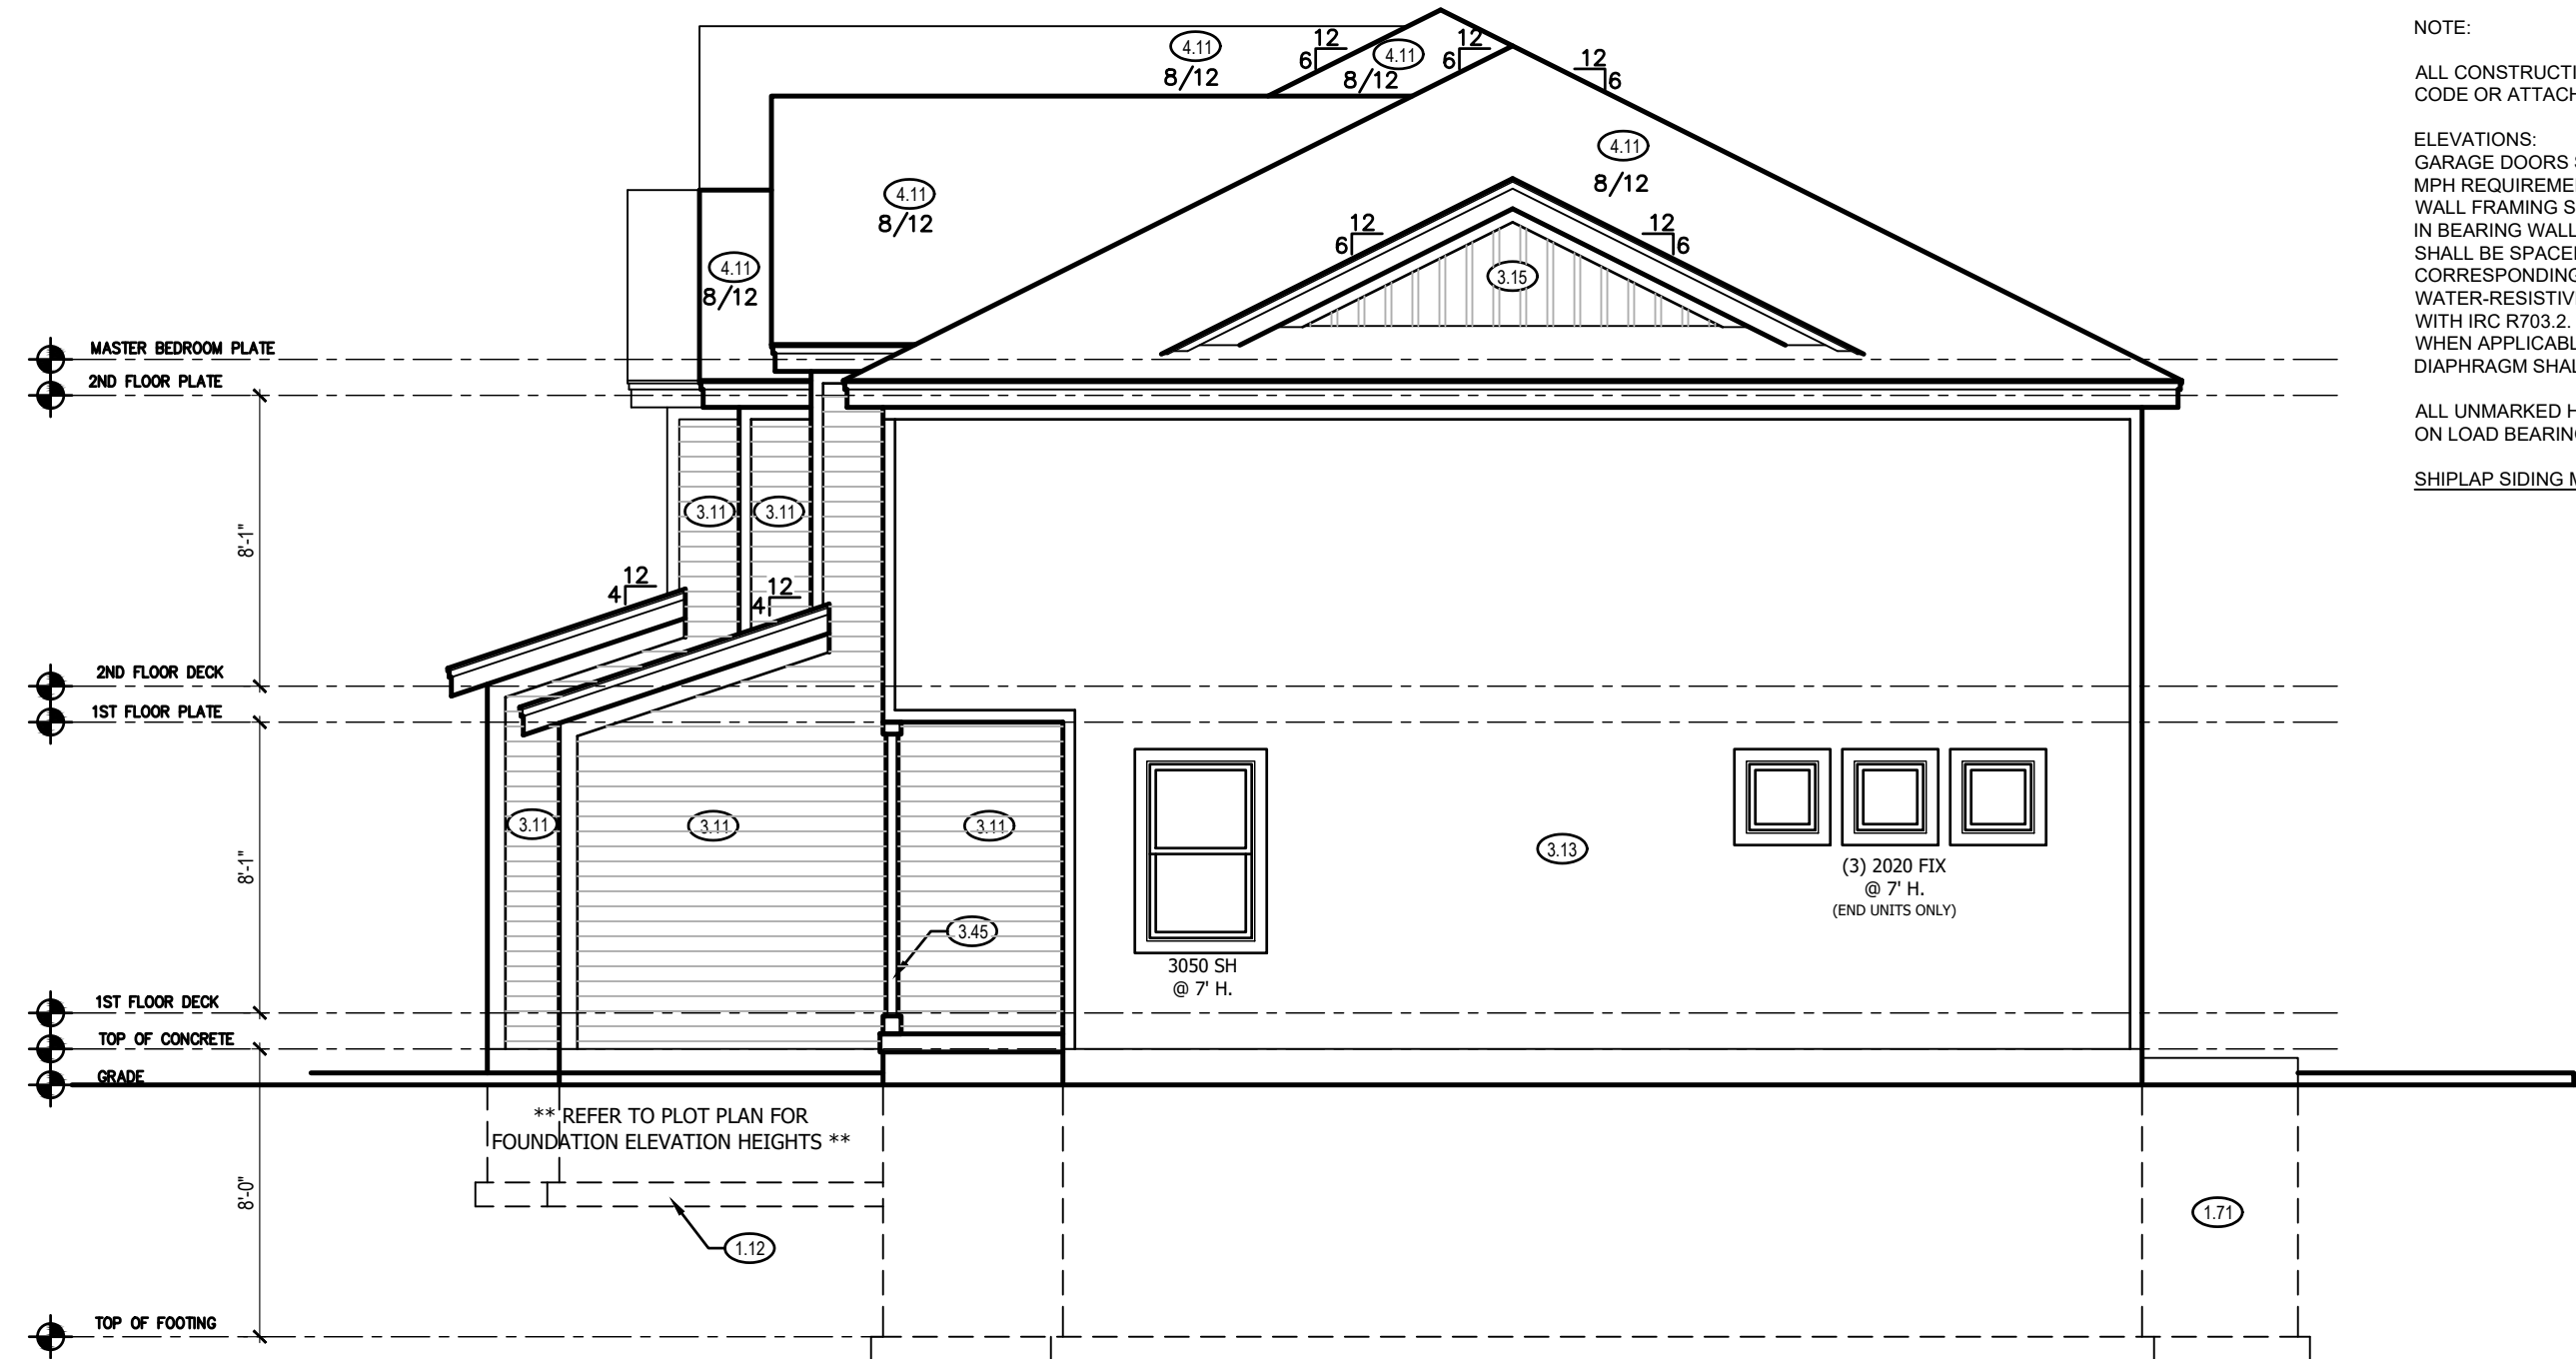 NOTE:
ALL CONSTRUCTI
CODE OR ATTACH
ELEVATIONS:
GARAGE DOORS
MPH REQUIREME
WALL FRAMING S
IN BEARING WALL
SHALL BE SPACE
CORRESPONDING
WATER-RESISTIV
WITH IRC R703.2.
WHEN APPLICABL
DIAPHRAGM SHAL
ALL UNMARKED H
ON LOAD BEARING
SHIPLAP SIDING M
4.11
8/12
12
6
4.11
8/12
12
6
12
6
4.11
8/12
4.11
8/12
4.11
8/12
12
6
12
6
3.15
MASTER BEDROOM PLATE
2ND FLOOR PLATE
8'-1"
3.11
3.11
12
4
12
4
2ND FLOOR DECK
1ST FLOOR PLATE
8'-1"
3.11
3.11
3.11
3.45
3050 SH
@ 7' H.
3.13
(3) 2020 FIX
@ 7' H.
(END UNITS ONLY)
1ST FLOOR DECK
TOP OF CONCRETE
GRADE
** REFER TO PLOT PLAN FOR
FOUNDATION ELEVATION HEIGHTS **
8'-0"
1.12
1.71
TOP OF FOOTING